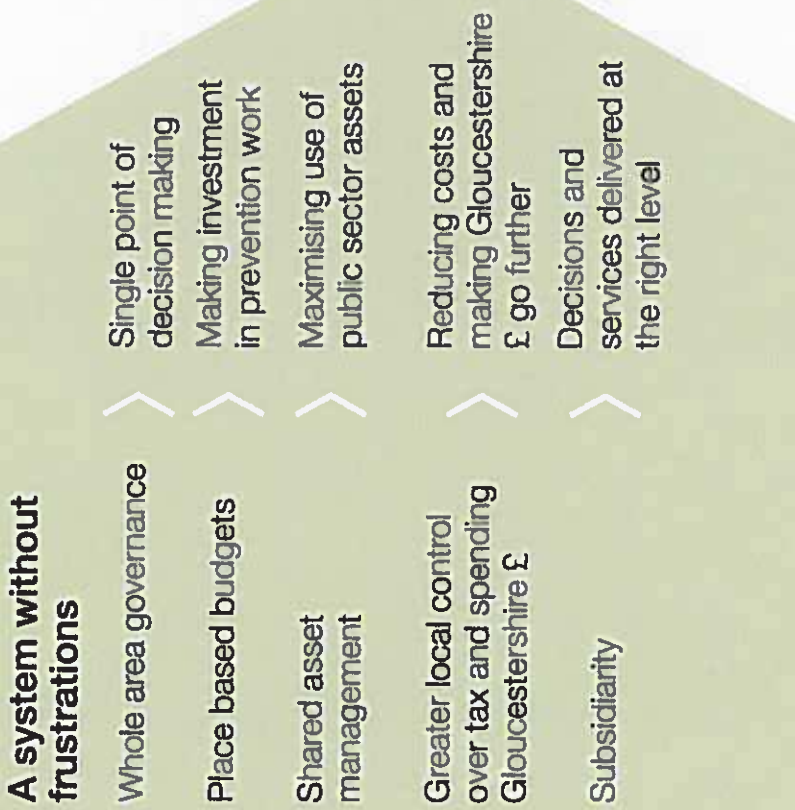 A system without
frustrations
Whole area governance
Single point of
decision making
Place based budgets
Making investment
in prevention work
Shared asset
management
Maximising use of
public sector assets
Greater local control
over tax and spending
Gloucestershire £
Reducing costs and
making Gloucestershire
£ go further
Subsidiarity
Decisions and
services delivered at
the right level